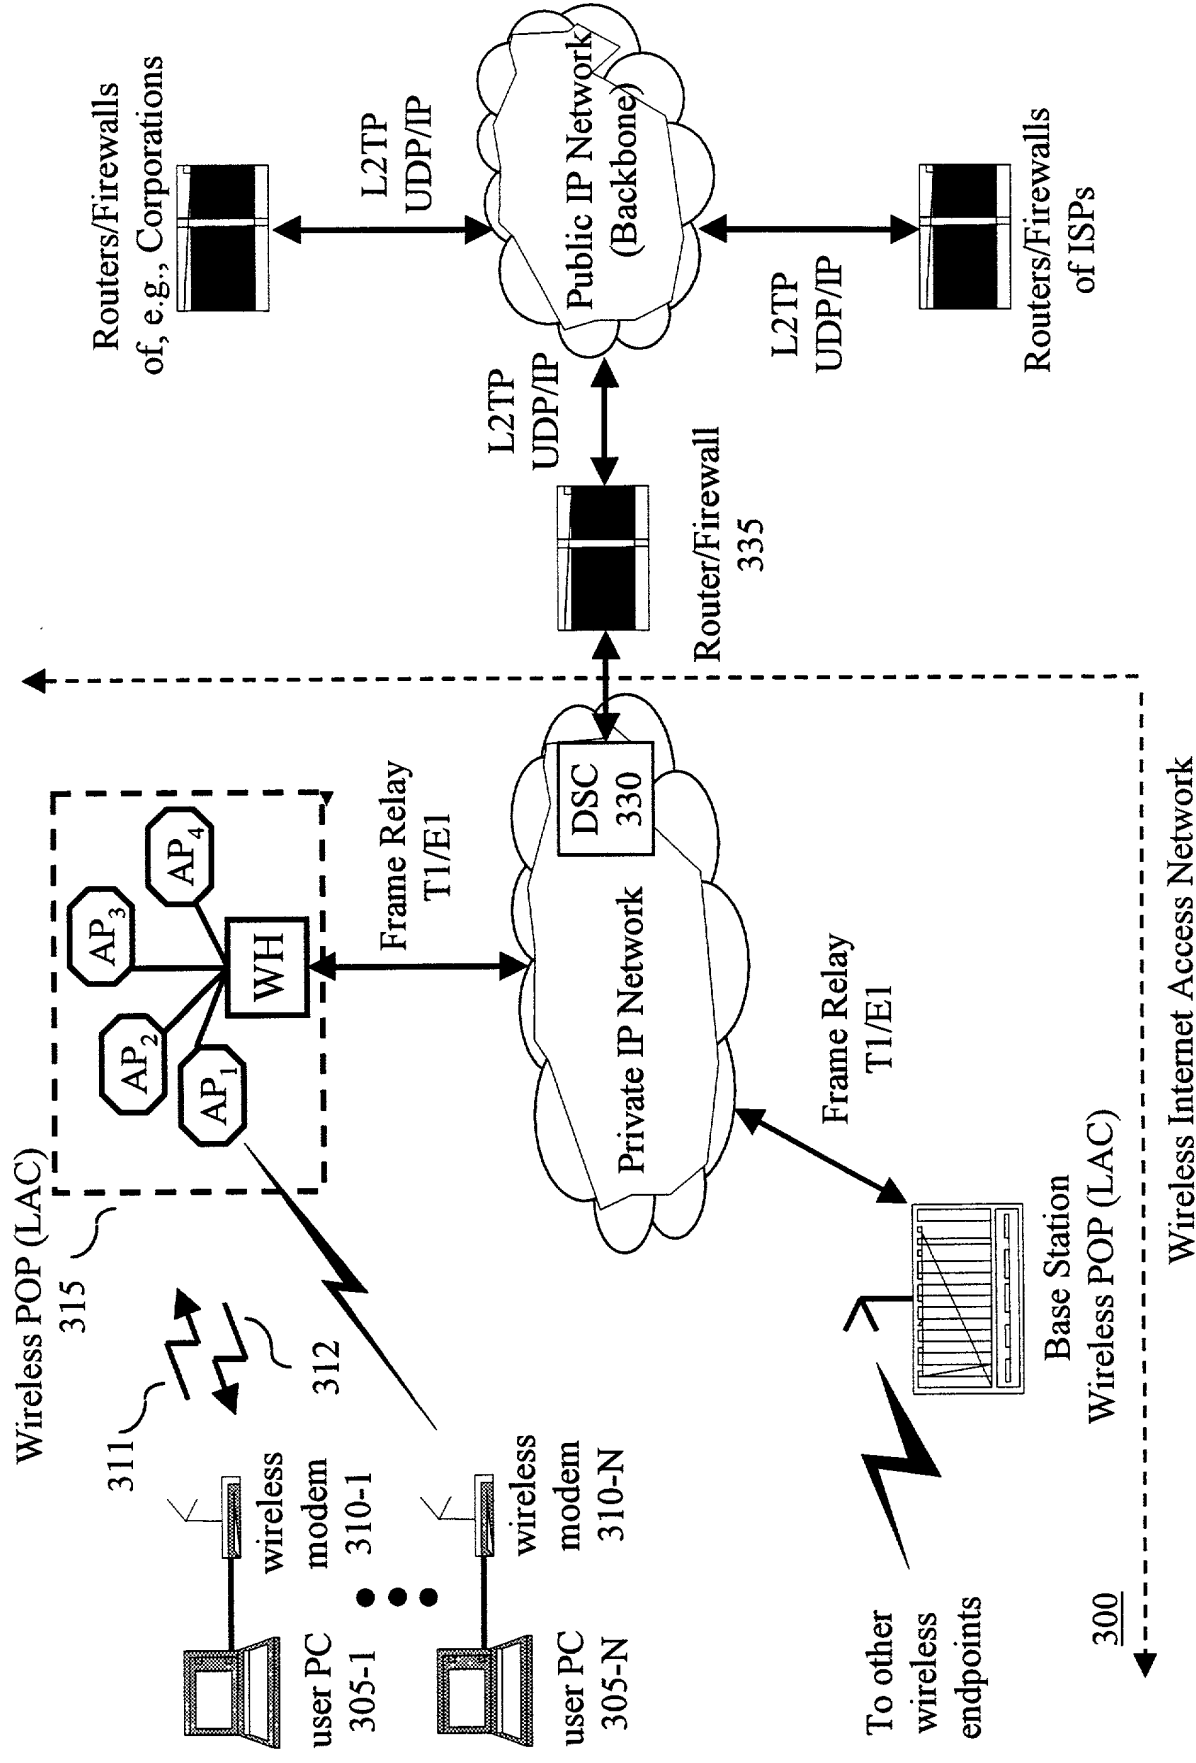 Wireless POP (LAC)
315
311
312
AP1
AP2
AP3
AP4
WH
Frame Relay
T1/E1
Routers/Firewalls
of, e.g., Corporations
L2TP
UDP/IP
wireless
modem
310-1
user PC
305-1
wireless
modem
310-N
user PC
305-N
Private IP Network
DSC
330
L2TP
UDP/IP
Router/Firewall
335
Public IP Network
(Backbone)
L2TP
UDP/IP
Routers/Firewalls
of ISPs
Frame Relay
T1/E1
To other
wireless
endpoints
Base Station
Wireless POP (LAC)
300
Wireless Internet Access Network